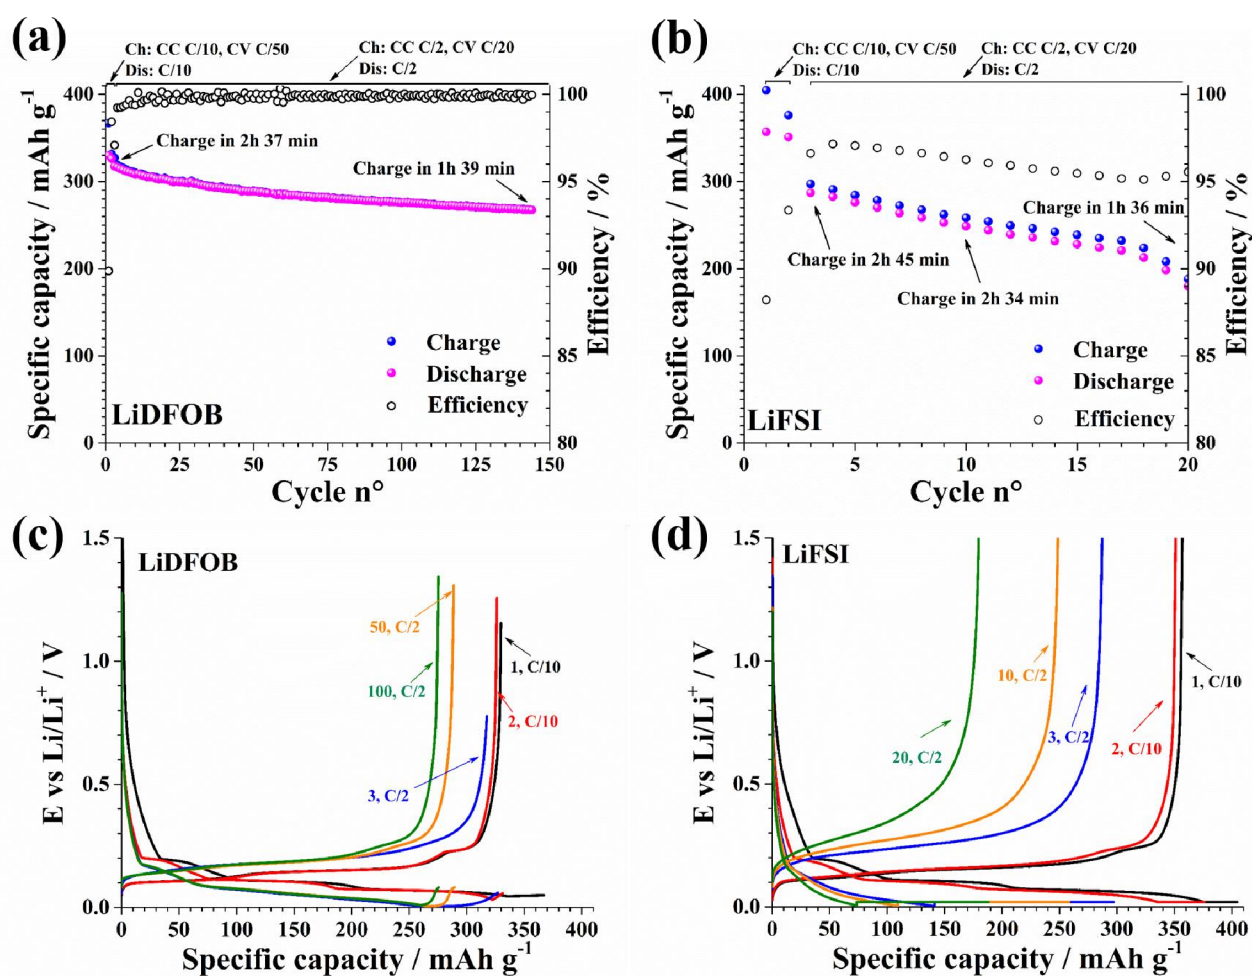 (a)
Ch: CC C/10, CV C/50
Dis: C/10
Ch: CC C/2, CV C/20
Dis: C/2
400
300
200
100
0
100
95
90
85
80
Charge in 2h 37 min
Charge in 1h 39 min
Charge
Discharge
Efficiency
LiDFOB
Specific capacity / mAh g⁻¹
Efficiency / %
0
25
50
75
100
125
150
Cycle n°
(b)
Ch: CC C/10, CV C/50
Dis: C/10
Ch: CC C/2, CV C/20
Dis: C/2
400
300
200
100
0
100
95
90
85
80
Charge in 1h 36 min
Charge in 2h 45 min
Charge in 2h 34 min
Charge
Discharge
Efficiency
LiFSI
Specific capacity / mAh g⁻¹
Efficiency / %
0
5
10
15
20
Cycle n°
(c)
1.5
1.0
0.5
0.0
LiDFOB
50, C/2
100, C/2
1, C/10
2, C/10
3, C/2
E vs Li/Li⁺ / V
0
50
100
150
200
250
300
350
400
Specific capacity / mAh g⁻¹
(d)
1.5
1.0
0.5
0.0
LiFSI
10, C/2
1, C/10
3, C/2
2, C/10
20, C/2
E vs Li/Li⁺ / V
0
50
100
150
200
250
300
350
400
Specific capacity / mAh g⁻¹